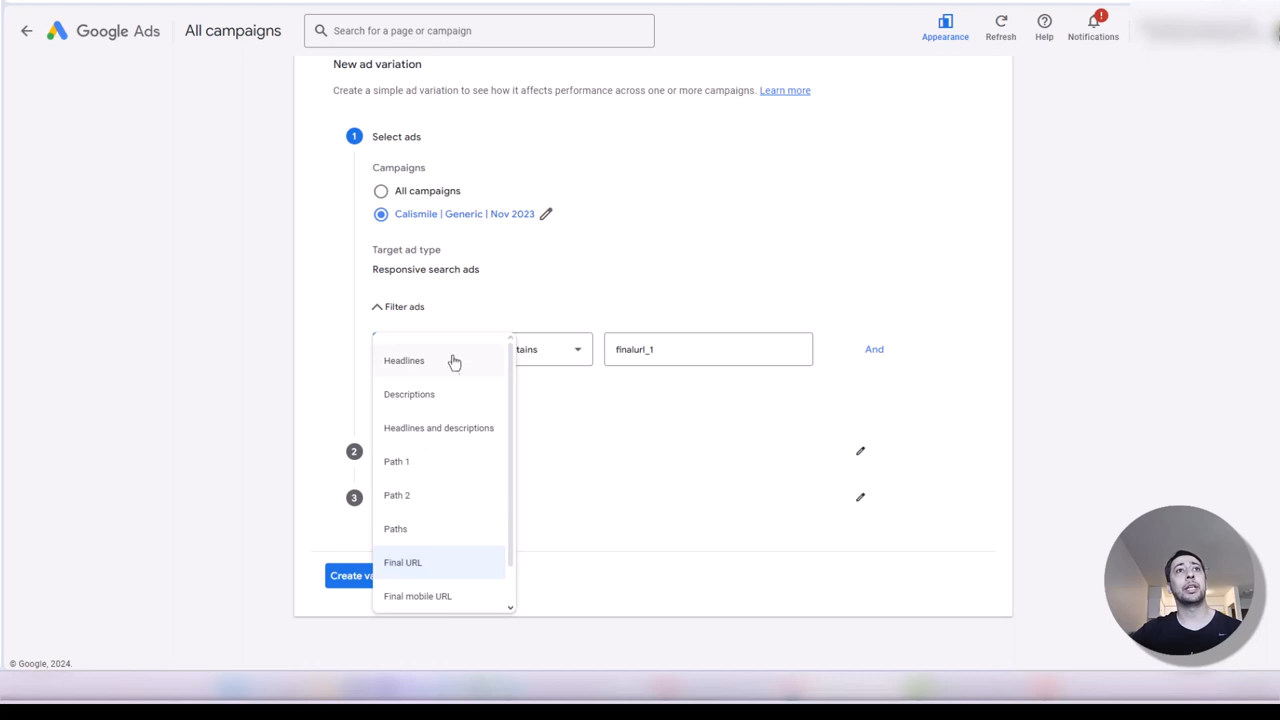 Google Ads
All campaigns
Search for a page or campaign
Appearance
Refresh
Help
!
Notifications
New ad variation
Create a simple ad variation to see how it affects performance across one or more campaigns. Learn more
1 Select ads
Campaigns
All campaigns
Calismile | Generic | Nov 2023
Target ad type
Responsive search ads
Filter ads
tains
finalurl_1
And
Headlines
Descriptions
Headlines and descriptions
Path 1
Path 2
Paths
Final URL
Final mobile URL
2
3
Create va
© Google, 2024.